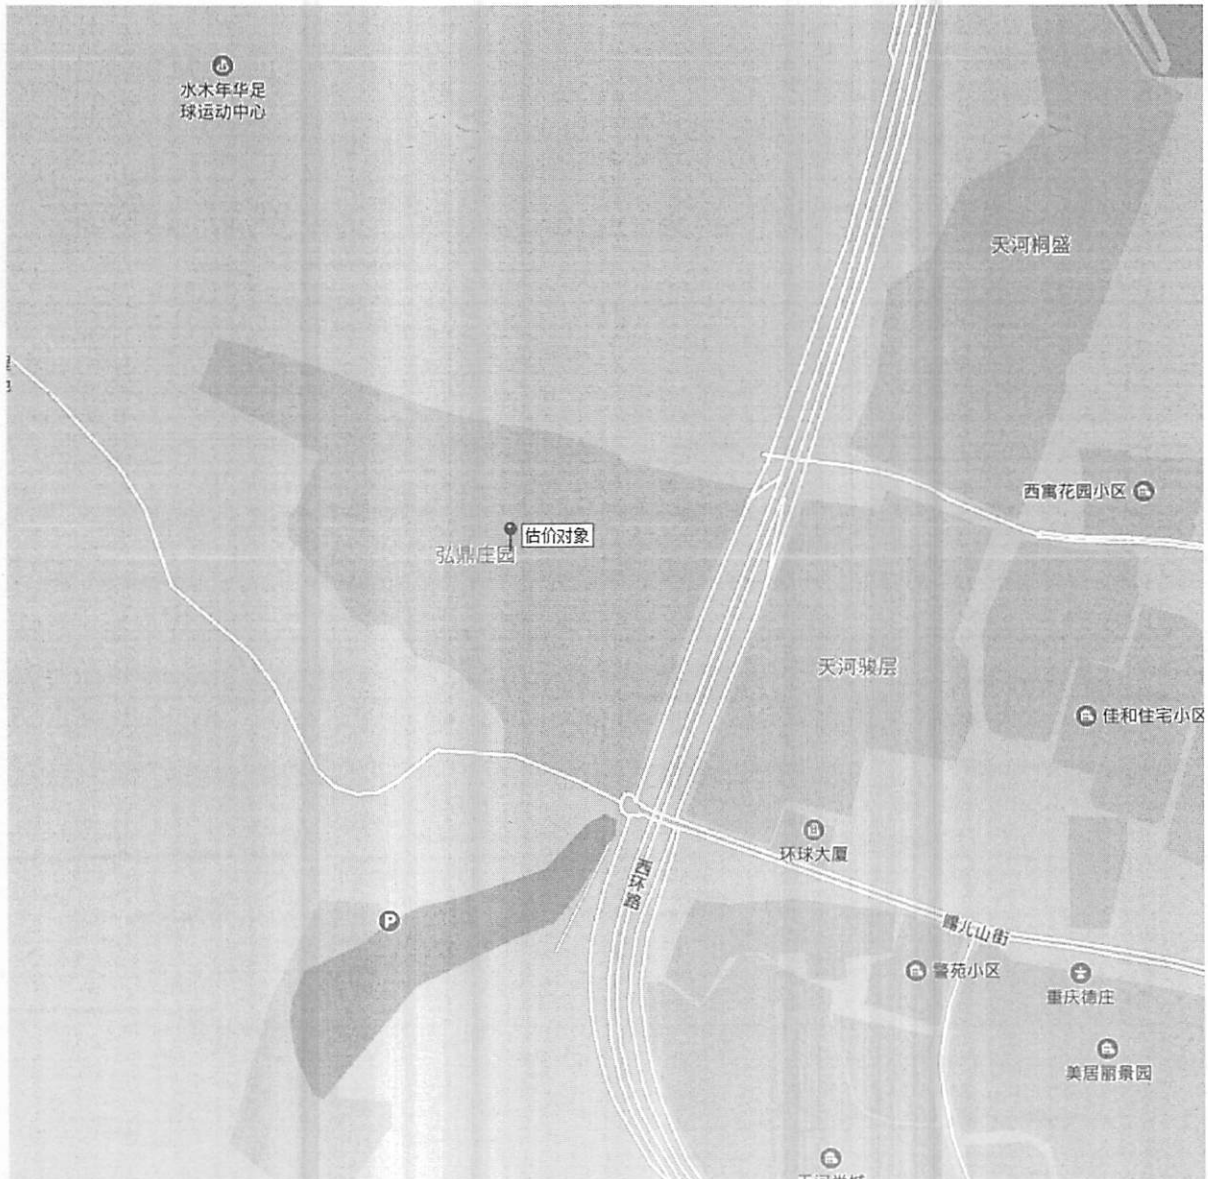 水木年华足
球运动中心
天河桐盛
西寓花园小区
估价对象
弘鼎庄园
天河骏层
佳和住宅小区
环球大厦
西环路
赐儿山街
警苑小区
重庆德庄
美居丽景园
P